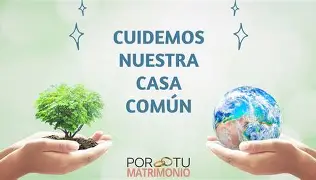 CUIDEMOS
NUESTRA
CASA
COMÚN
POR TU
MATRIMONIO